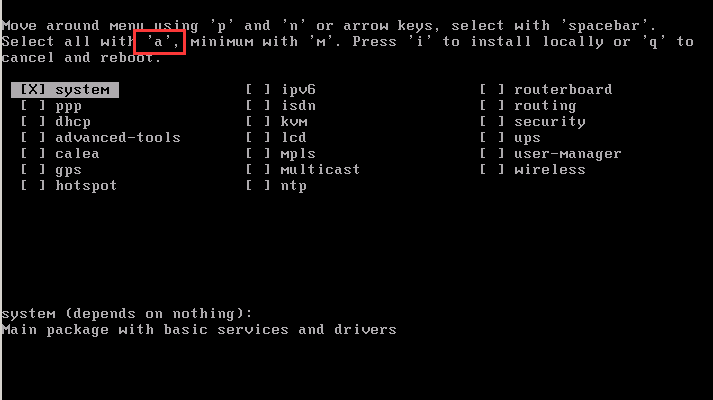 Move around menu using 'p' and 'n' or arrow keys, select with 'spacebar'.
Select all with 'a', minimum with 'm'. Press 'i' to install locally or 'q' to
cancel and reboot.
[X] system [ ] ipv6 [ ] routerboard
[ ] ppp [ ] isdn [ ] routing
[ ] dhcp [ ] kvm [ ] security
[ ] advanced-tools [ ] lcd [ ] ups
[ ] calea [ ] mpls [ ] user-manager
[ ] gps [ ] multicast [ ] wireless
[ ] hotspot [ ] ntp
system (depends on nothing):
Main package with basic services and drivers